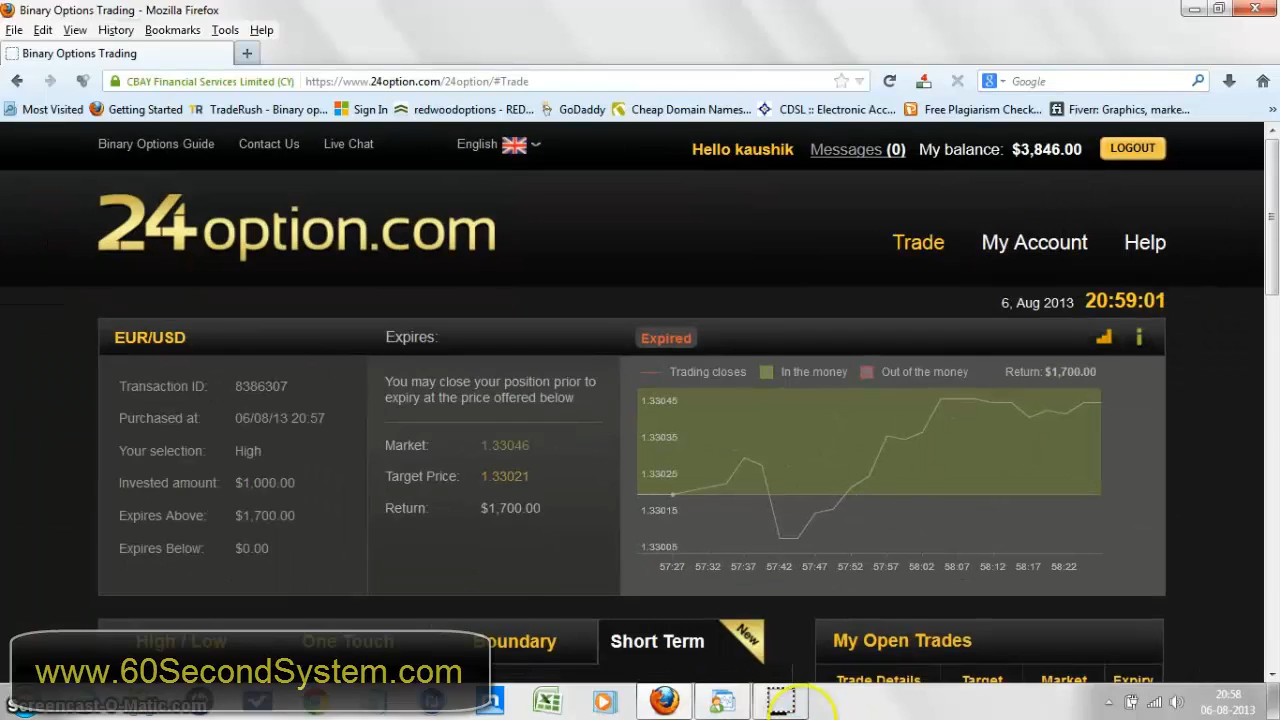 Binary Options Trading - Mozilla Firefox
File Edit View History Bookmarks Tools Help
Binary Options Trading +
CBAY Financial Services Limited (CY) https://www.24option.com/24option/#Trade Google
Most Visited Getting Started TR TradeRush - Binary op... Sign In redwoodoptions - RED... GoDaddy Cheap Domain Names... CDSL :: Electronic Acc... Free Plagiarism Check... Fiverr: Graphics, marke... »
Binary Options Guide Contact Us Live Chat English Hello kaushik Messages (0) My balance: $3,846.00 LOGOUT
24option.com
Trade My Account Help
6, Aug 2013 20:59:01
EUR/USD Expires: Expired
Trading closes In the money Out of the money Return: $1,700.00
Transaction ID: 8386307
Purchased at: 06/08/13 20:57
Your selection: High
Invested amount: $1,000.00
Expires Above: $1,700.00
Expires Below: $0.00
You may close your position prior to
expiry at the price offered below
Market: 1.33046
Target Price: 1.33021
Return: $1,700.00
1.33045
1.33035
1.33025
1.33015
1.33005
57:27 57:32 57:37 57:42 57:47 57:52 57:57 58:02 58:07 58:12 58:17 58:22
High / Low One Touch Boundary Short Term New My Open Trades
Trade Details Target Market Expiry
www.60SecondSystem.com
Screencast-O-Matic.com
20:58
06-08-2013